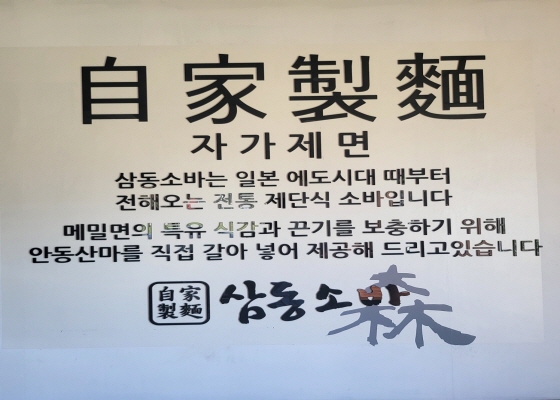 自家製麵
자가제면
삼동소바는 일본 에도시대 때부터
전해오는 전통 제단식 소바입니다
메밀면의 특유 식감과 끈기를 보충하기 위해
안동산마를 직접 갈아 넣어 제공해 드리고있습니다
自家
製麵
삼동소바
森